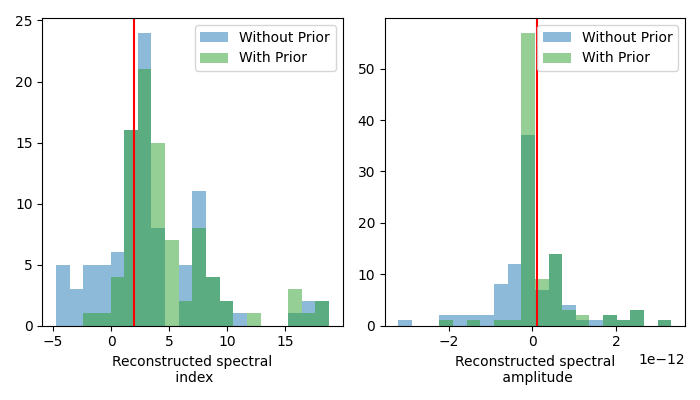 25
20
15
10
5
0
−5
0
5
10
15
Reconstructed spectral
index
Without Prior
With Prior
50
40
30
20
10
0
−2
0
2
1e−12
Reconstructed spectral
amplitude
Without Prior
With Prior